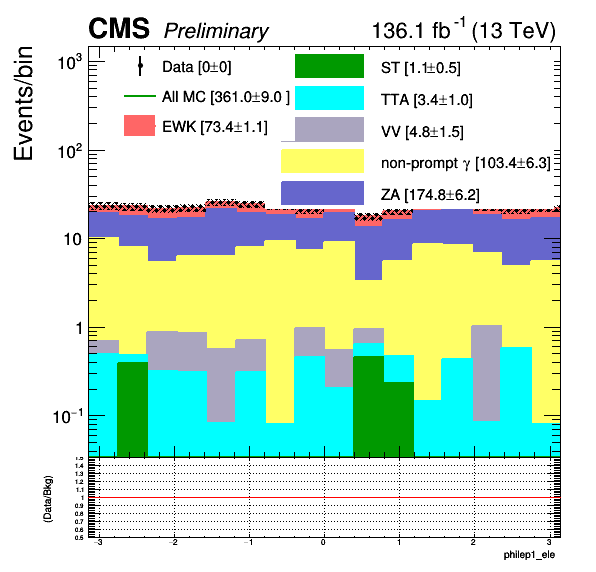 CMS Preliminary 136.1 fb⁻¹ (13 TeV)
Events/bin
10³
10²
10
1
10⁻¹
Data [0±0]
All MC [361.0±9.0 ]
EWK [73.4±1.1]
ST [1.1±0.5]
TTA [3.4±1.0]
VV [4.8±1.5]
non-prompt γ [103.4±6.3]
ZA [174.8±6.2]
(Data/Bkg)
1.5
1.4
1.3
1.2
1.1
1
0.9
0.8
0.7
0.6
0.5
−3 −2 −1 0 1 2 3
philep1_ele